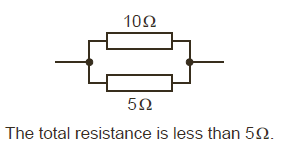 10Ω
5Ω
The total resistance is less than 5Ω.